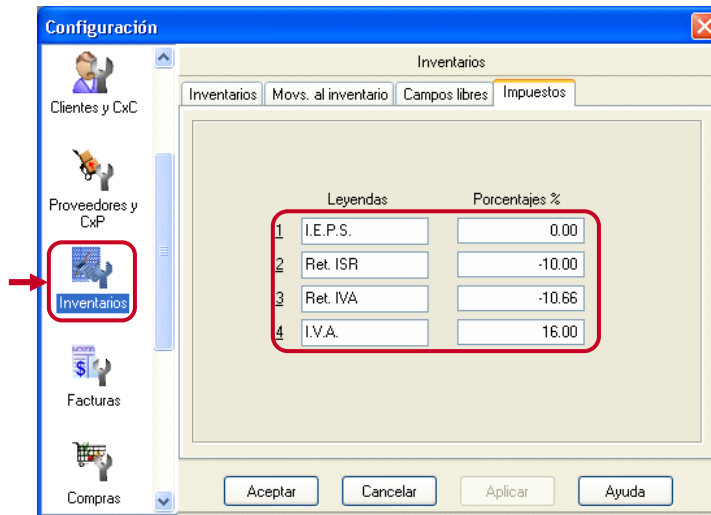 Configuración
Clientes y CxC
Proveedores y
CxP
Inventarios
Facturas
Compras
Inventarios
Inventarios Movs. al inventario Campos libres Impuestos
Leyendas Porcentajes %
1 I.E.P.S. 0.00
2 Ret. ISR -10.00
3 Ret. IVA -10.66
4 I.V.A. 16.00
Aceptar Cancelar Aplicar Ayuda